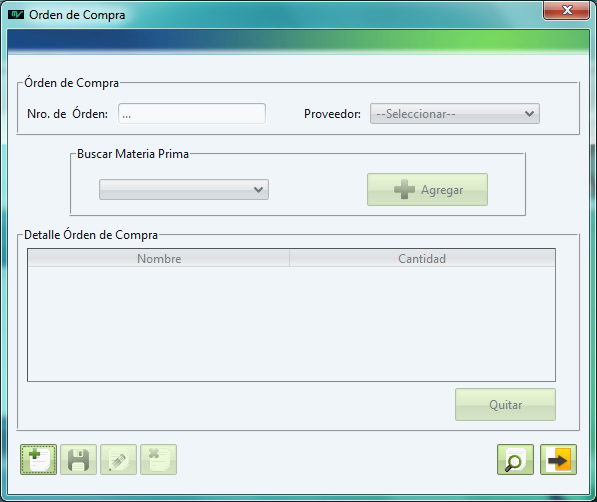 Orden de Compra
Órden de Compra
Nro. de Órden: ... Proveedor: --Seleccionar--
Buscar Materia Prima
Agregar
Detalle Órden de Compra
Nombre Cantidad
Quitar